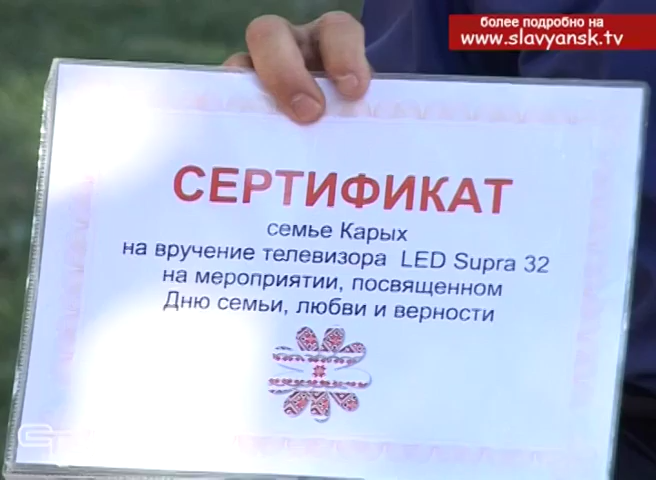 более подробно на
www.slavyansk.tv
СЕРТИФИКАТ
семье Карых
на вручение телевизора LED Supra 32
на мероприятии, посвященном
Дню семьи, любви и верности